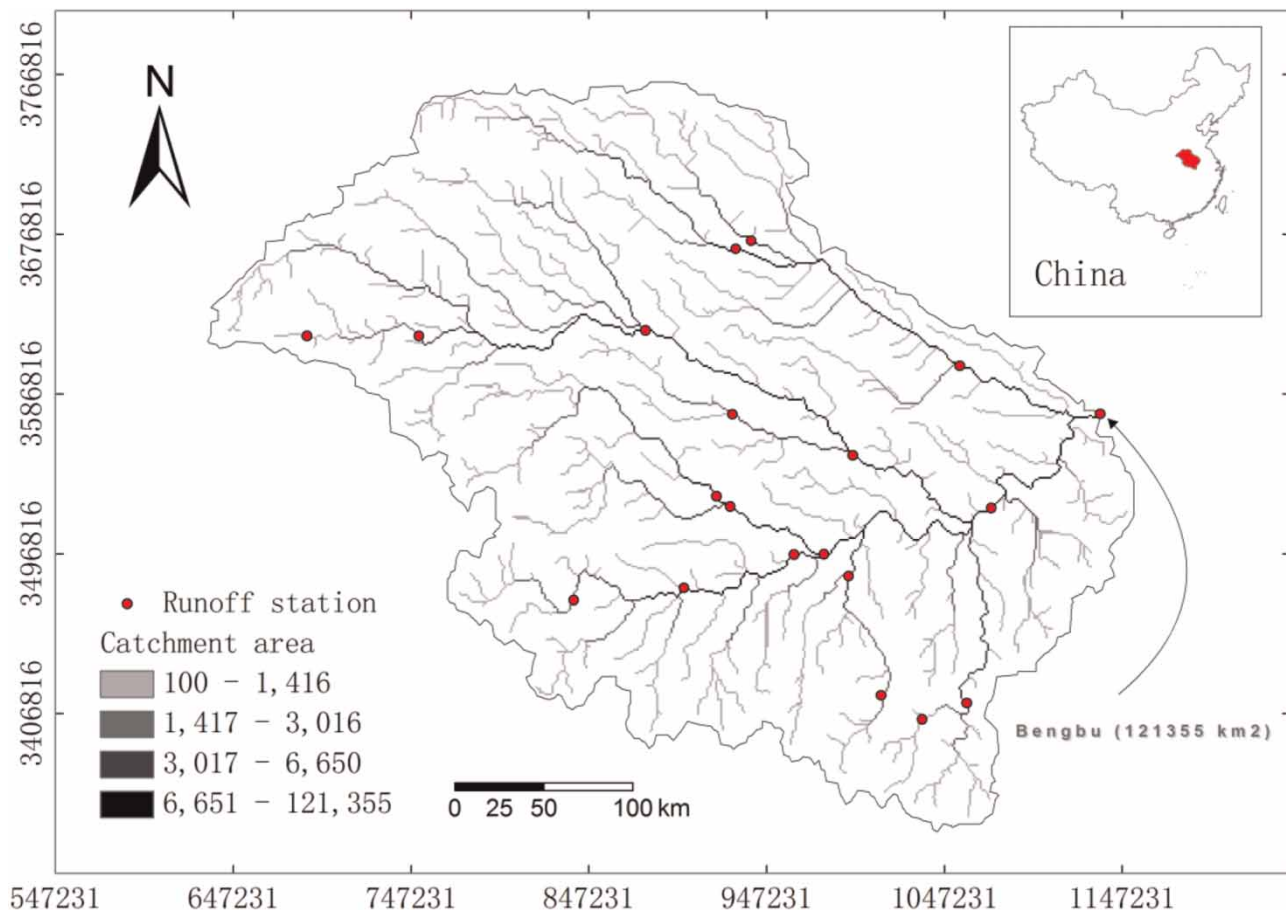 3766816
3676816
3586816
3496816
3406816
N
China
Runoff station
Catchment area
100 - 1,416
1,417 - 3,016
3,017 - 6,650
6,651 - 121,355
0 25 50 100 km
Bengbu (121355 km2)
547231 647231 747231 847231 947231 1047231 1147231